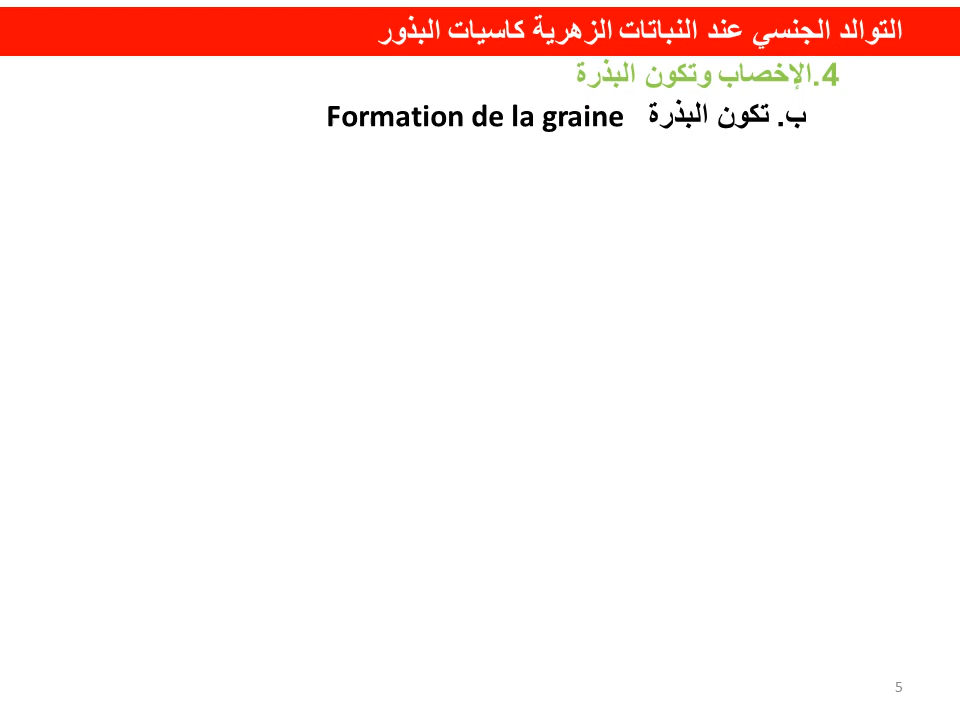 التوالد الجنسي عند النباتات الزهرية كاسيات البذور
4.الإخصاب وتكون البذرة
ب. تكون البذرة Formation de la graine
5